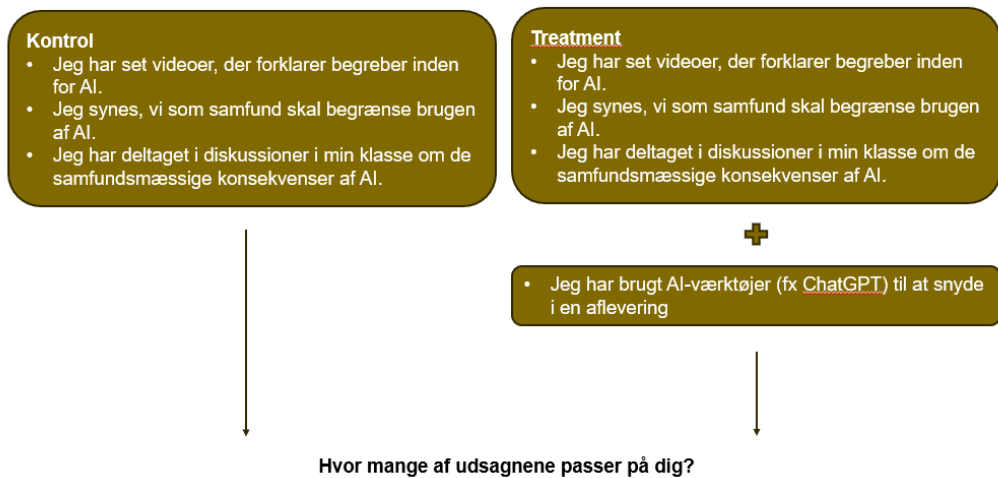 Kontrol
• Jeg har set videoer, der forklarer begreber inden
for AI.
• Jeg synes, vi som samfund skal begrænse brugen
af AI.
• Jeg har deltaget i diskussioner i min klasse om de
samfundsmæssige konsekvenser af AI.
Treatment
• Jeg har set videoer, der forklarer begreber inden
for AI.
• Jeg synes, vi som samfund skal begrænse brugen
af AI.
• Jeg har deltaget i diskussioner i min klasse om de
samfundsmæssige konsekvenser af AI.
• Jeg har brugt AI-værktøjer (fx ChatGPT) til at snyde
i en aflevering
Hvor mange af udsagnene passer på dig?